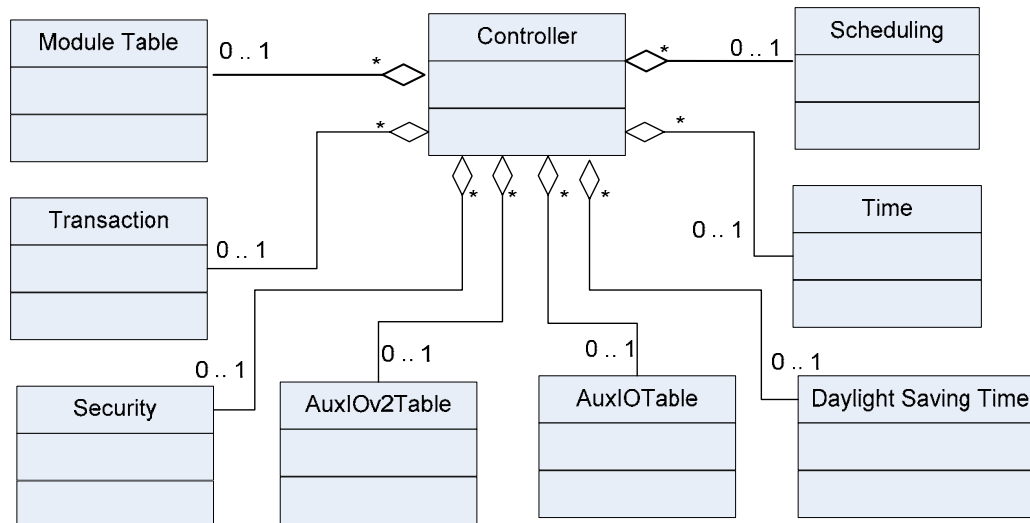 Module Table
0 .. 1
*
Controller
*
0 .. 1
Scheduling
*
*
Transaction
0 .. 1
*
*
*
*
Time
0 .. 1
0 .. 1
Security
0 .. 1
AuxIOv2Table
0 .. 1
AuxIOTable
0 .. 1
Daylight Saving Time